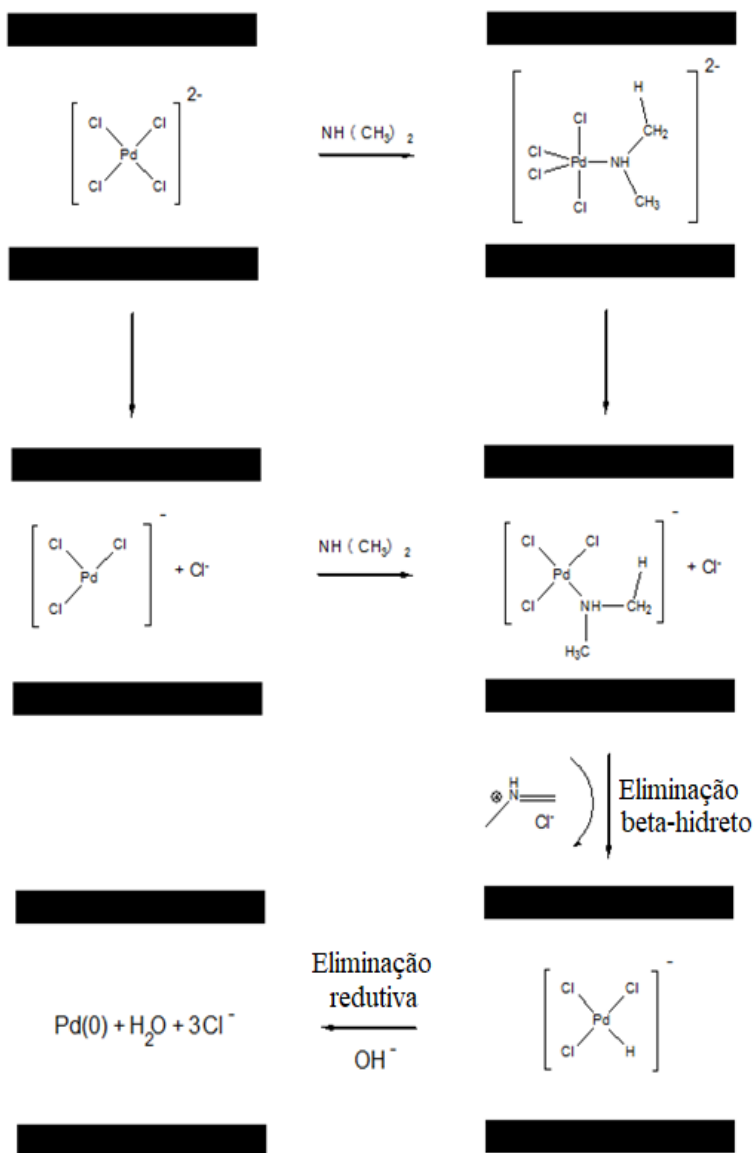 2-
Cl Cl
Pd
Cl Cl
NH ( CH₃) ₂
2-
H
Cl CH₂
Cl Pd NH
Cl
Cl CH₃
-
Cl Cl
Pd + Cl⁻
Cl
NH ( CH₃) ₂
-
Cl Cl H
Pd + Cl⁻
Cl NH CH₂
H₃C
H
⊕ N
Cl⁻
Eliminação
beta-hidreto
Pd(0) + H₂O + 3Cl⁻
Eliminação
redutiva
OH⁻
-
Cl Cl
Pd
Cl H